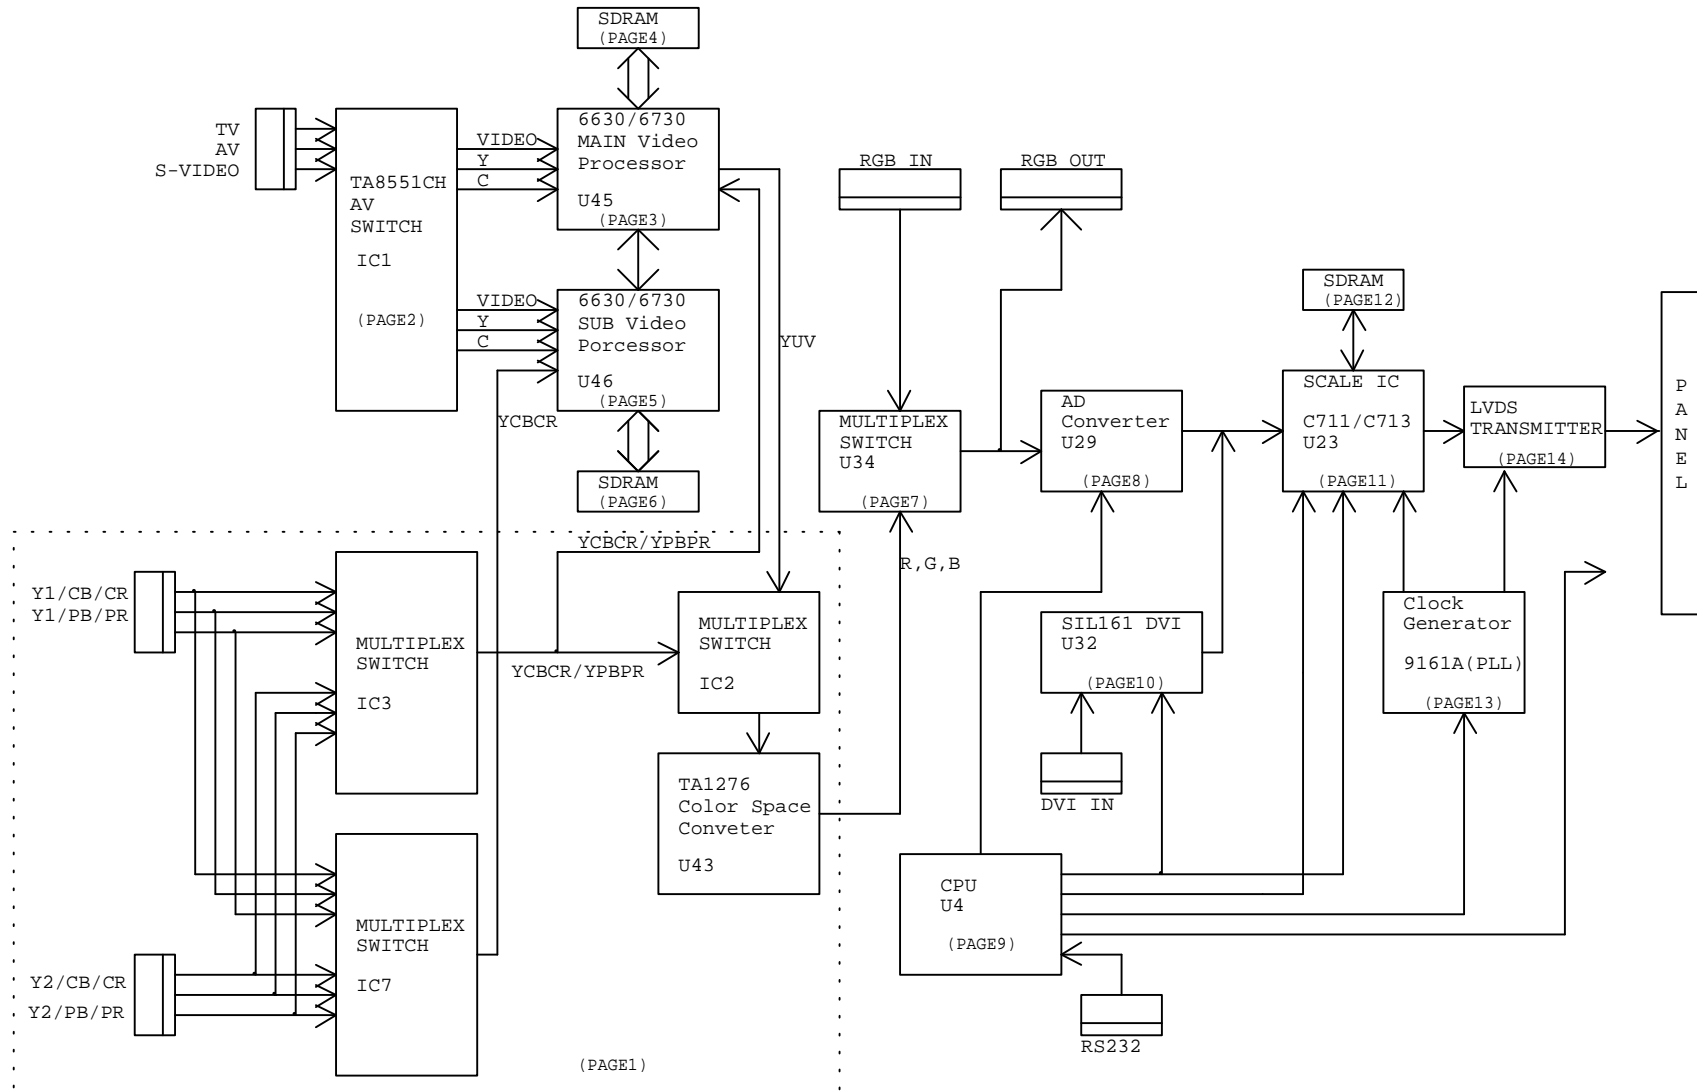 SDRAM
(PAGE4)
TV
AV
S-VIDEO
TA8551CH
AV
SWITCH
IC1
(PAGE2)
VIDEO
Y
C
6630/6730
MAIN Video
Processor
U45
(PAGE3)
VIDEO
Y
C
6630/6730
SUB Video
Porcessor
U46
(PAGE5)
YCBCR
YUV
SDRAM
(PAGE6)
RGB IN
RGB OUT
MULTIPLEX
SWITCH
U34
(PAGE7)
R,G,B
AD
Converter
U29
(PAGE8)
SDRAM
(PAGE12)
SCALE IC
C711/C713
U23
(PAGE11)
LVDS
TRANSMITTER
(PAGE14)
P
A
N
E
L
YCBCR/YPBPR
Y1/CB/CR
Y1/PB/PR
MULTIPLEX
SWITCH
IC3
YCBCR/YPBPR
MULTIPLEX
SWITCH
IC2
TA1276
Color Space
Conveter
U43
SIL161 DVI
U32
(PAGE10)
DVI IN
Clock
Generator
9161A(PLL)
(PAGE13)
MULTIPLEX
SWITCH
IC7
Y2/CB/CR
Y2/PB/PR
(PAGE1)
CPU
U4
(PAGE9)
RS232